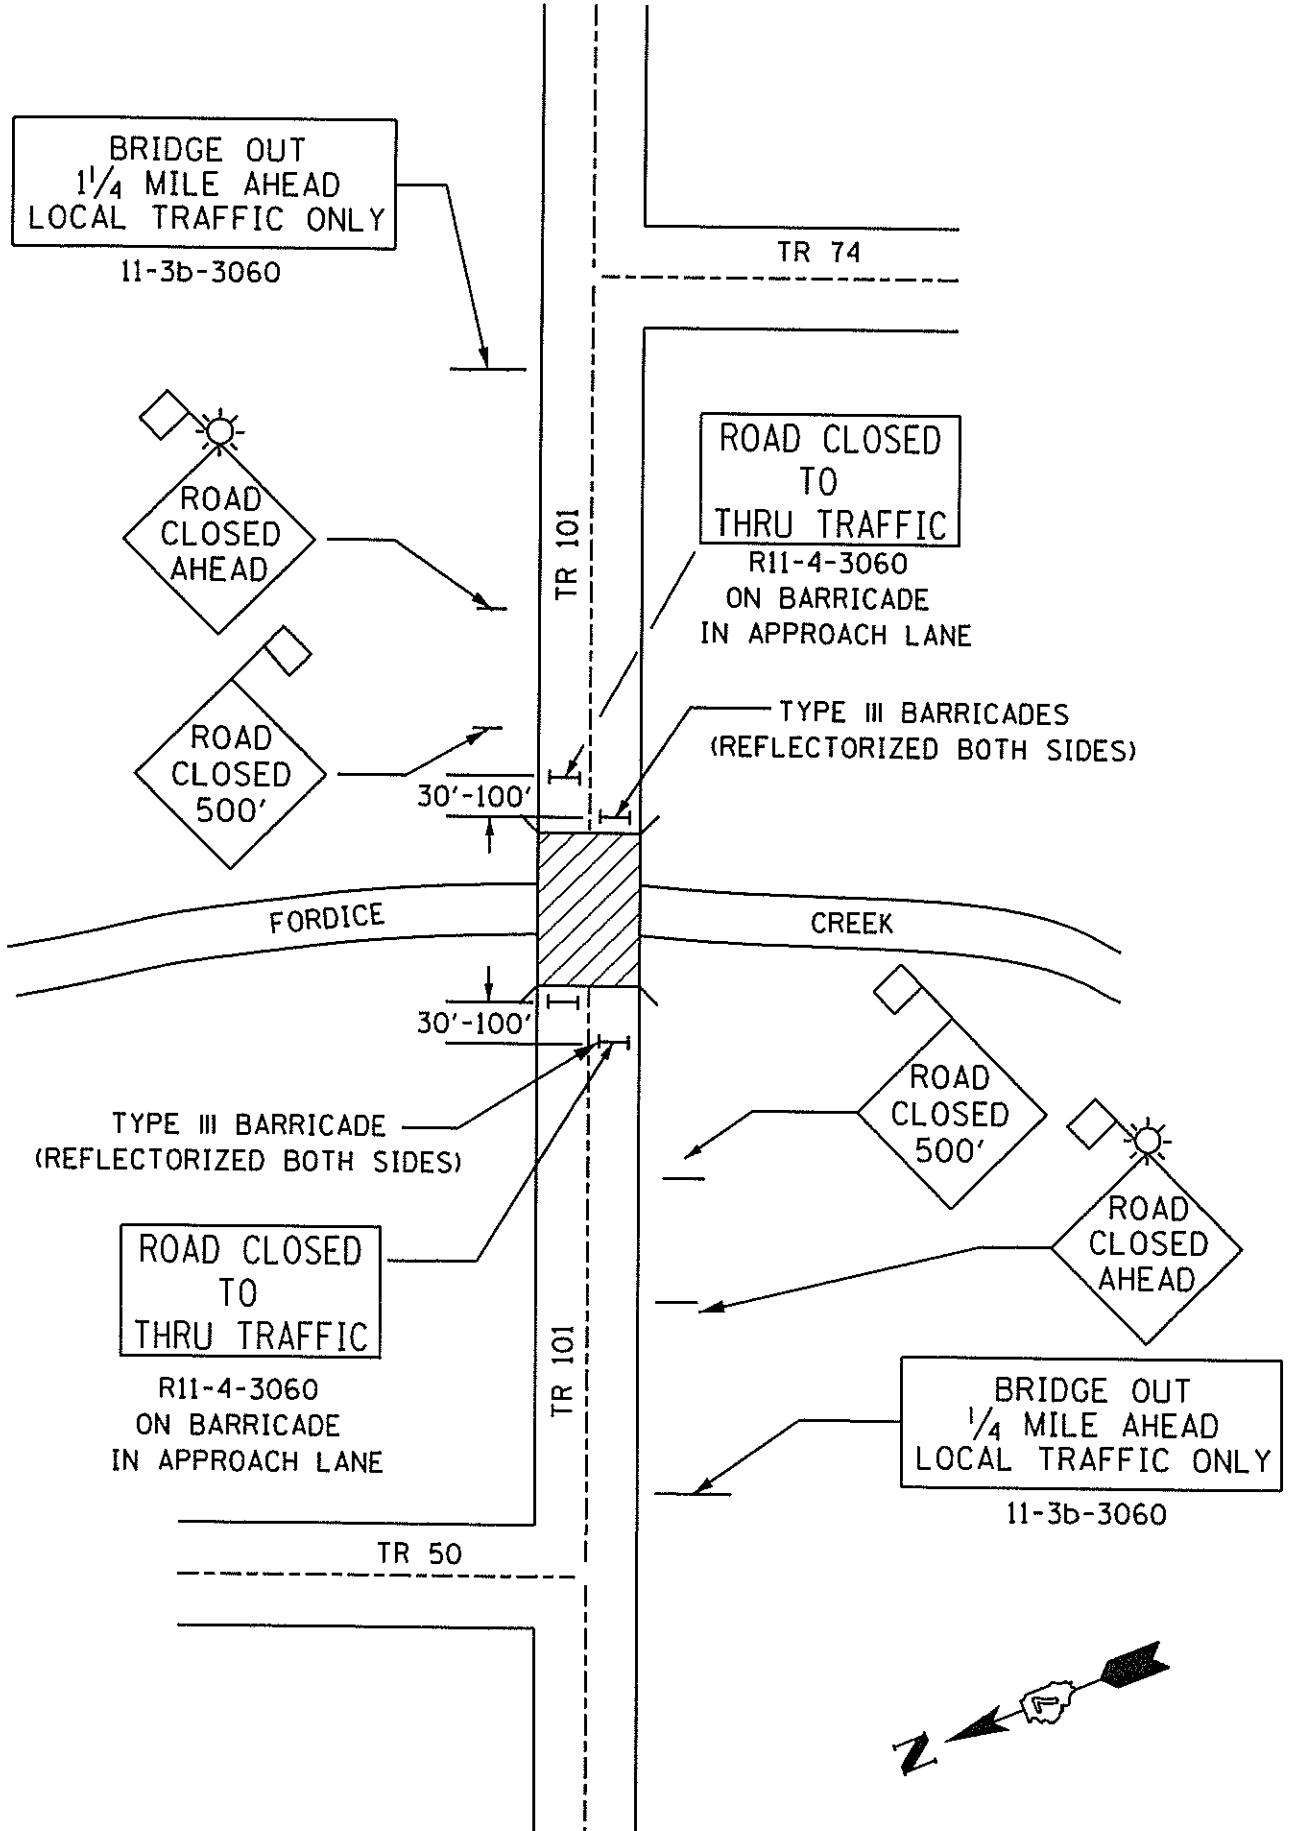 BRIDGE OUT
1 1/4 MILE AHEAD
LOCAL TRAFFIC ONLY
11-3b-3060
TR 74
ROAD
CLOSED
AHEAD
ROAD CLOSED
TO
THRU TRAFFIC
R11-4-3060
ON BARRICADE
IN APPROACH LANE
TR 101
ROAD
CLOSED
500'
TYPE III BARRICADES
(REFLECTORIZED BOTH SIDES)
30'-100'
FORDICE
CREEK
30'-100'
TYPE III BARRICADE
(REFLECTORIZED BOTH SIDES)
ROAD
CLOSED
500'
ROAD
CLOSED
AHEAD
ROAD CLOSED
TO
THRU TRAFFIC
R11-4-3060
ON BARRICADE
IN APPROACH LANE
TR 101
BRIDGE OUT
1/4 MILE AHEAD
LOCAL TRAFFIC ONLY
11-3b-3060
TR 50
N